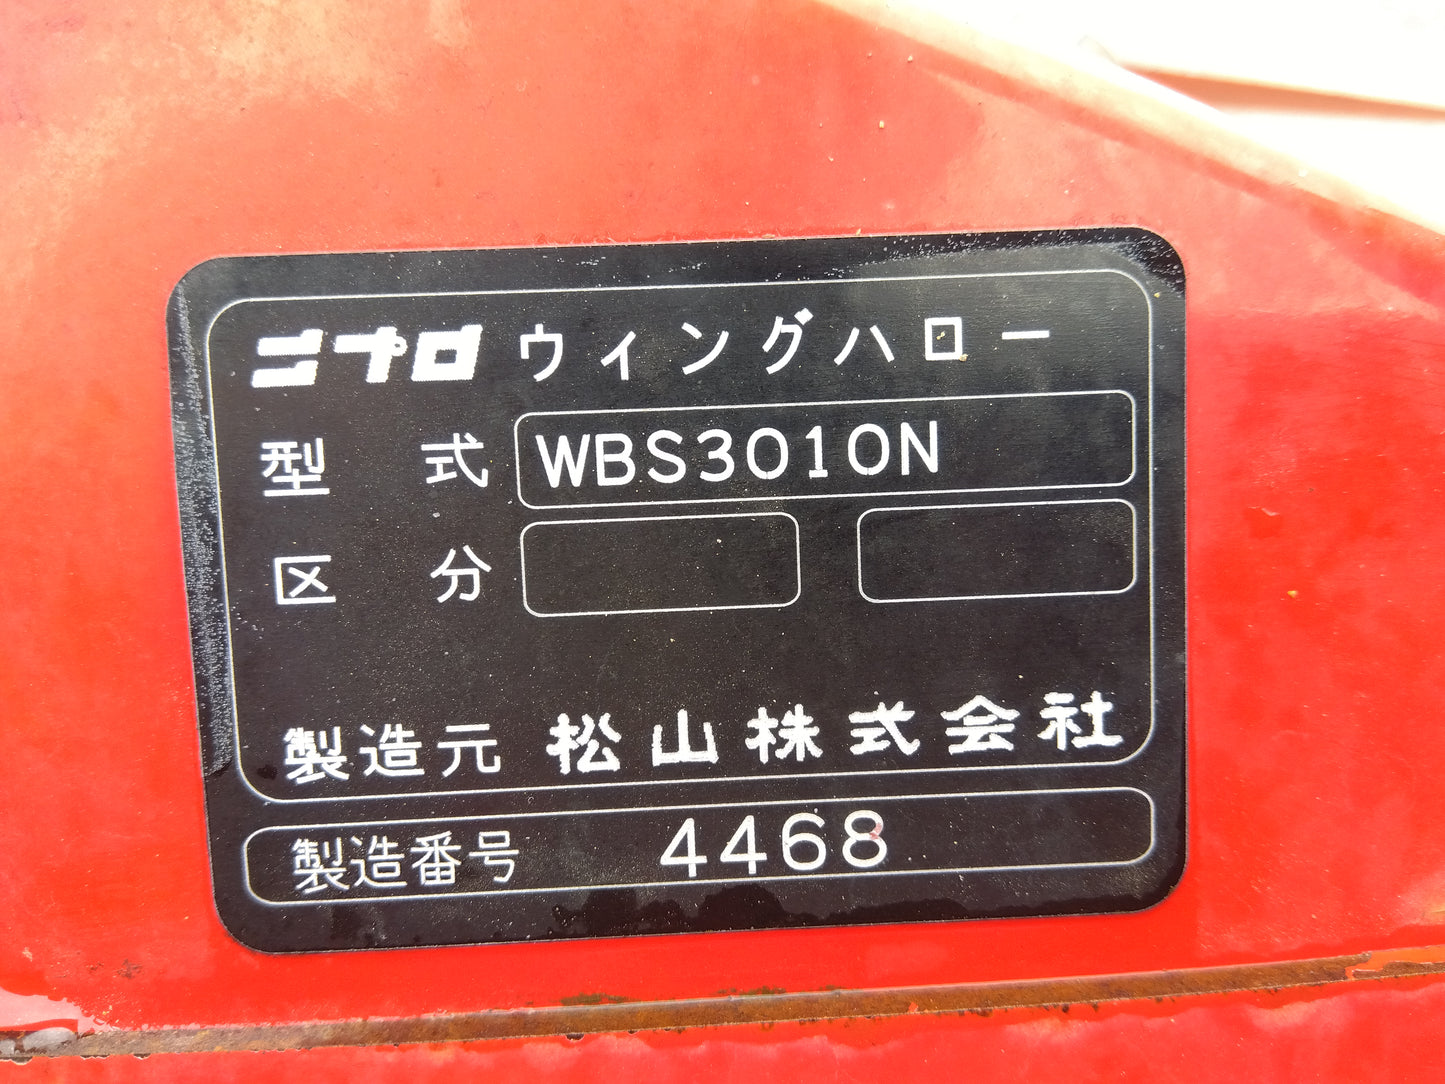 ニプロ ウィングハロー
型式 WBS3010N
区分
製造元 松山株式会社
製造番号 4468